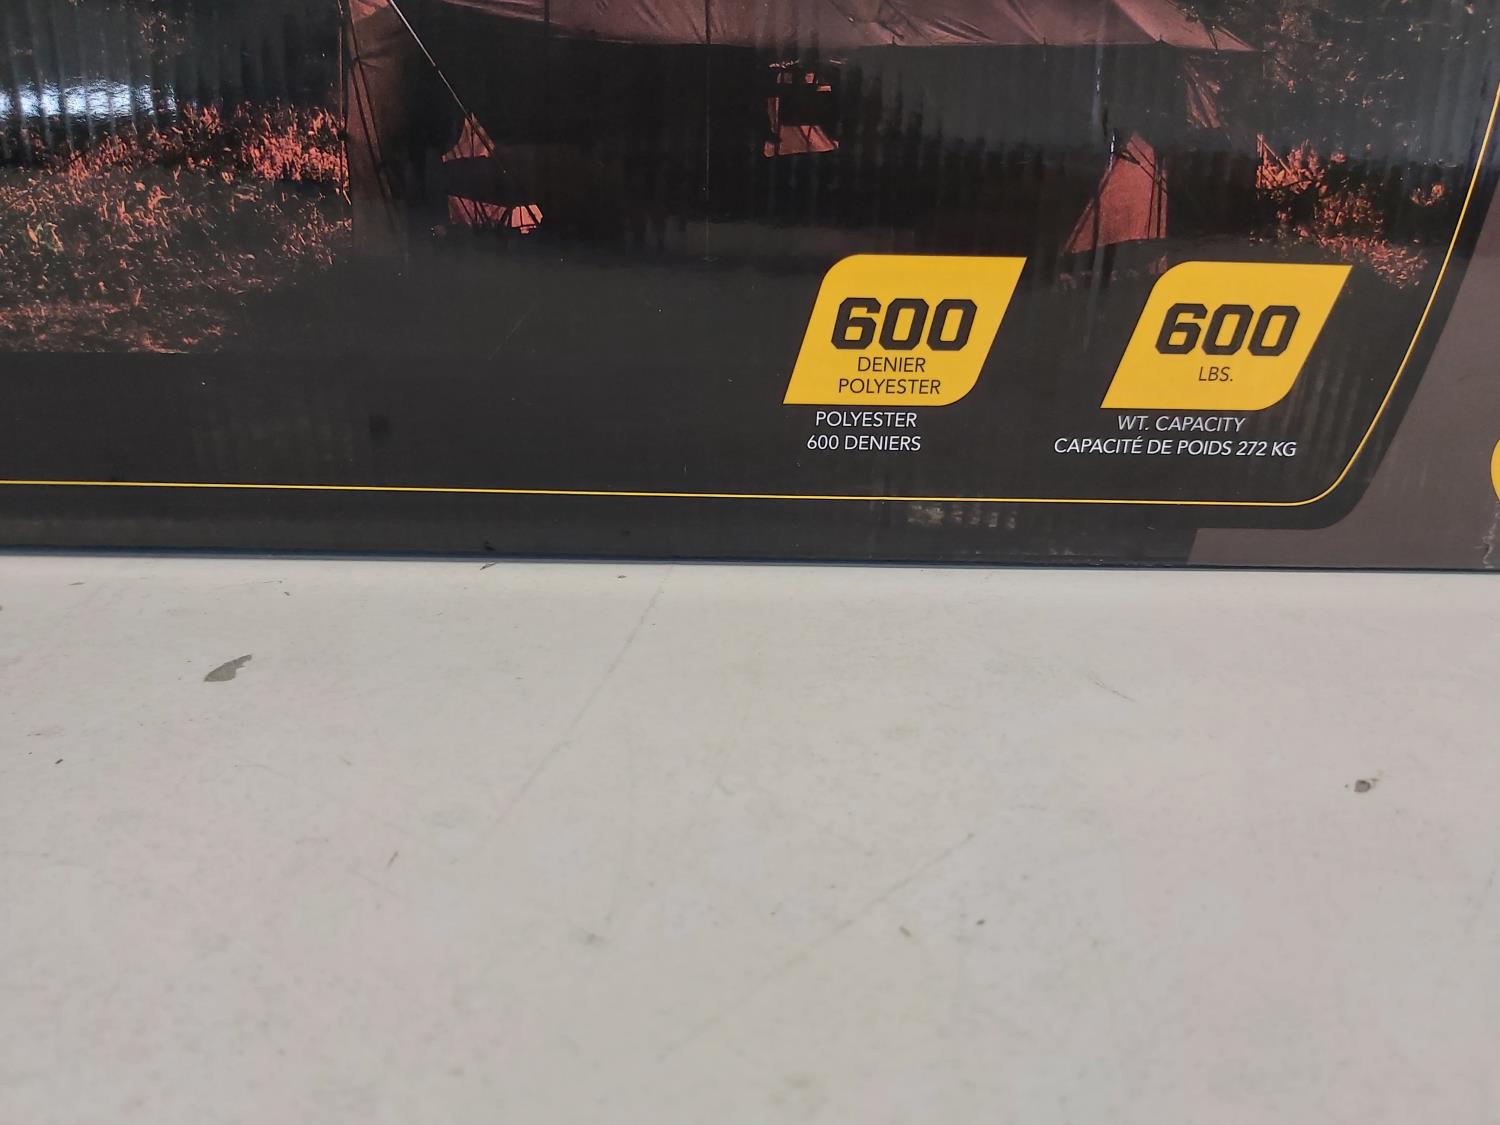 600
DENIER
POLYESTER
POLYESTER
600 DENIERS
600
LBS.
WT. CAPACITY
CAPACITÉ DE POIDS 272 KG